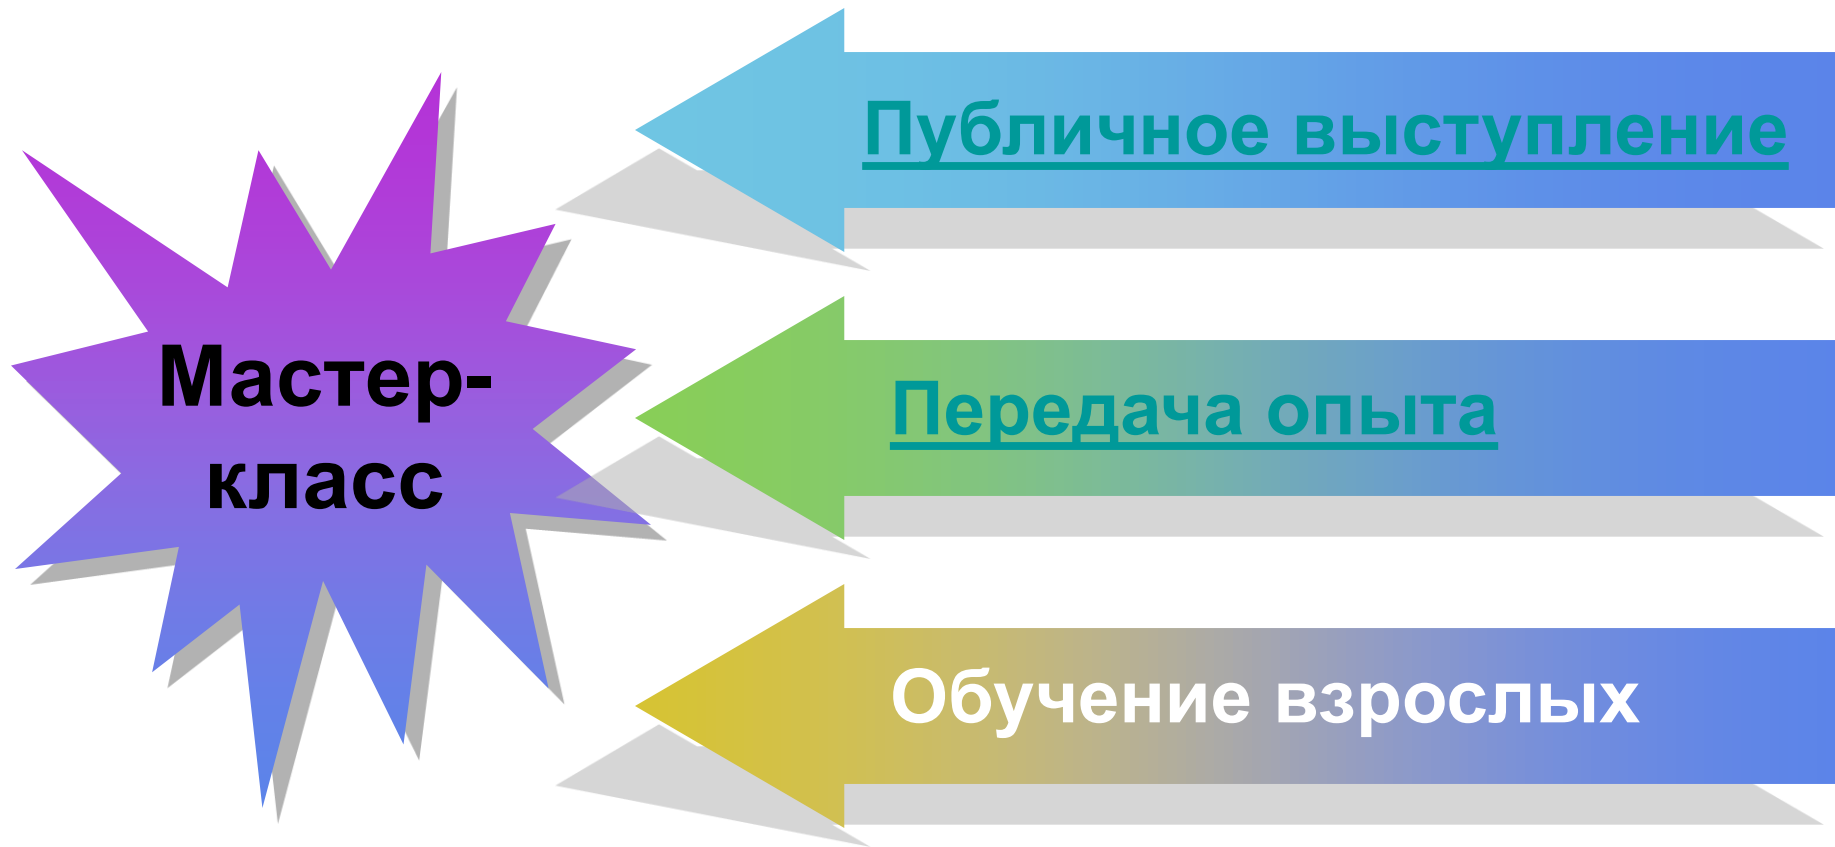 Мастер-
класс
Публичное выступление
Передача опыта
Обучение взрослых